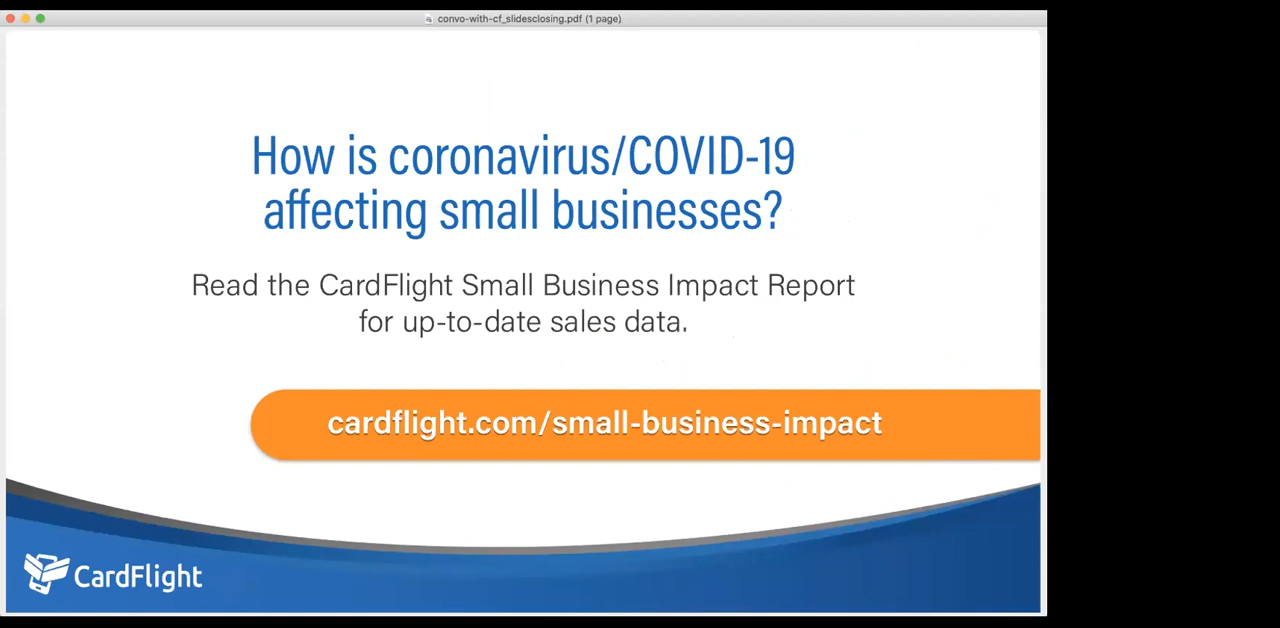 convo-with-cf_slidesclosing.pdf (1 page)
How is coronavirus/COVID-19
affecting small businesses?
Read the CardFlight Small Business Impact Report
for up-to-date sales data.
cardflight.com/small-business-impact
CardFlight